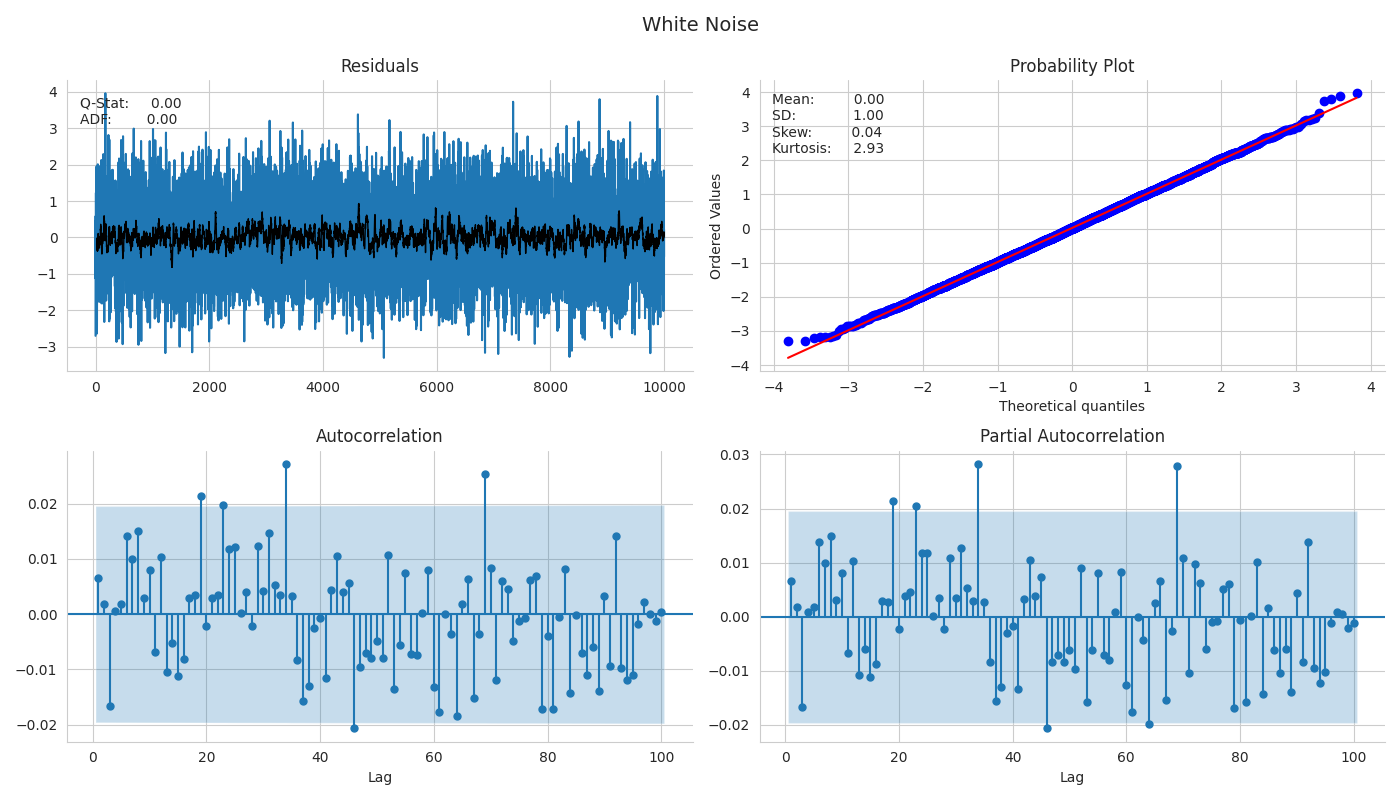 White Noise
Residuals
Q-Stat: 0.00
ADF: 0.00
4
3
2
1
0
−1
−2
−3
0 2000 4000 6000 8000 10000
Probability Plot
Mean: 0.00
SD: 1.00
Skew: 0.04
Kurtosis: 2.93
Ordered Values
4
3
2
1
0
−1
−2
−3
−4
−4 −3 −2 −1 0 1 2 3 4
Theoretical quantiles
Autocorrelation
0.02
0.01
0.00
−0.01
−0.02
0 20 40 60 80 100
Lag
Partial Autocorrelation
0.03
0.02
0.01
0.00
−0.01
−0.02
0 20 40 60 80 100
Lag